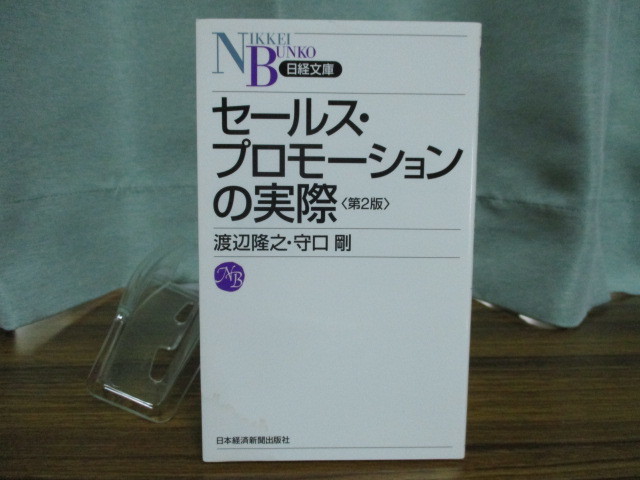 NIKKEI
BUNKO
日経文庫
セールス・
プロモーション
の実際〈第2版〉
渡辺隆之・守口 剛
NB
日本経済新聞出版社